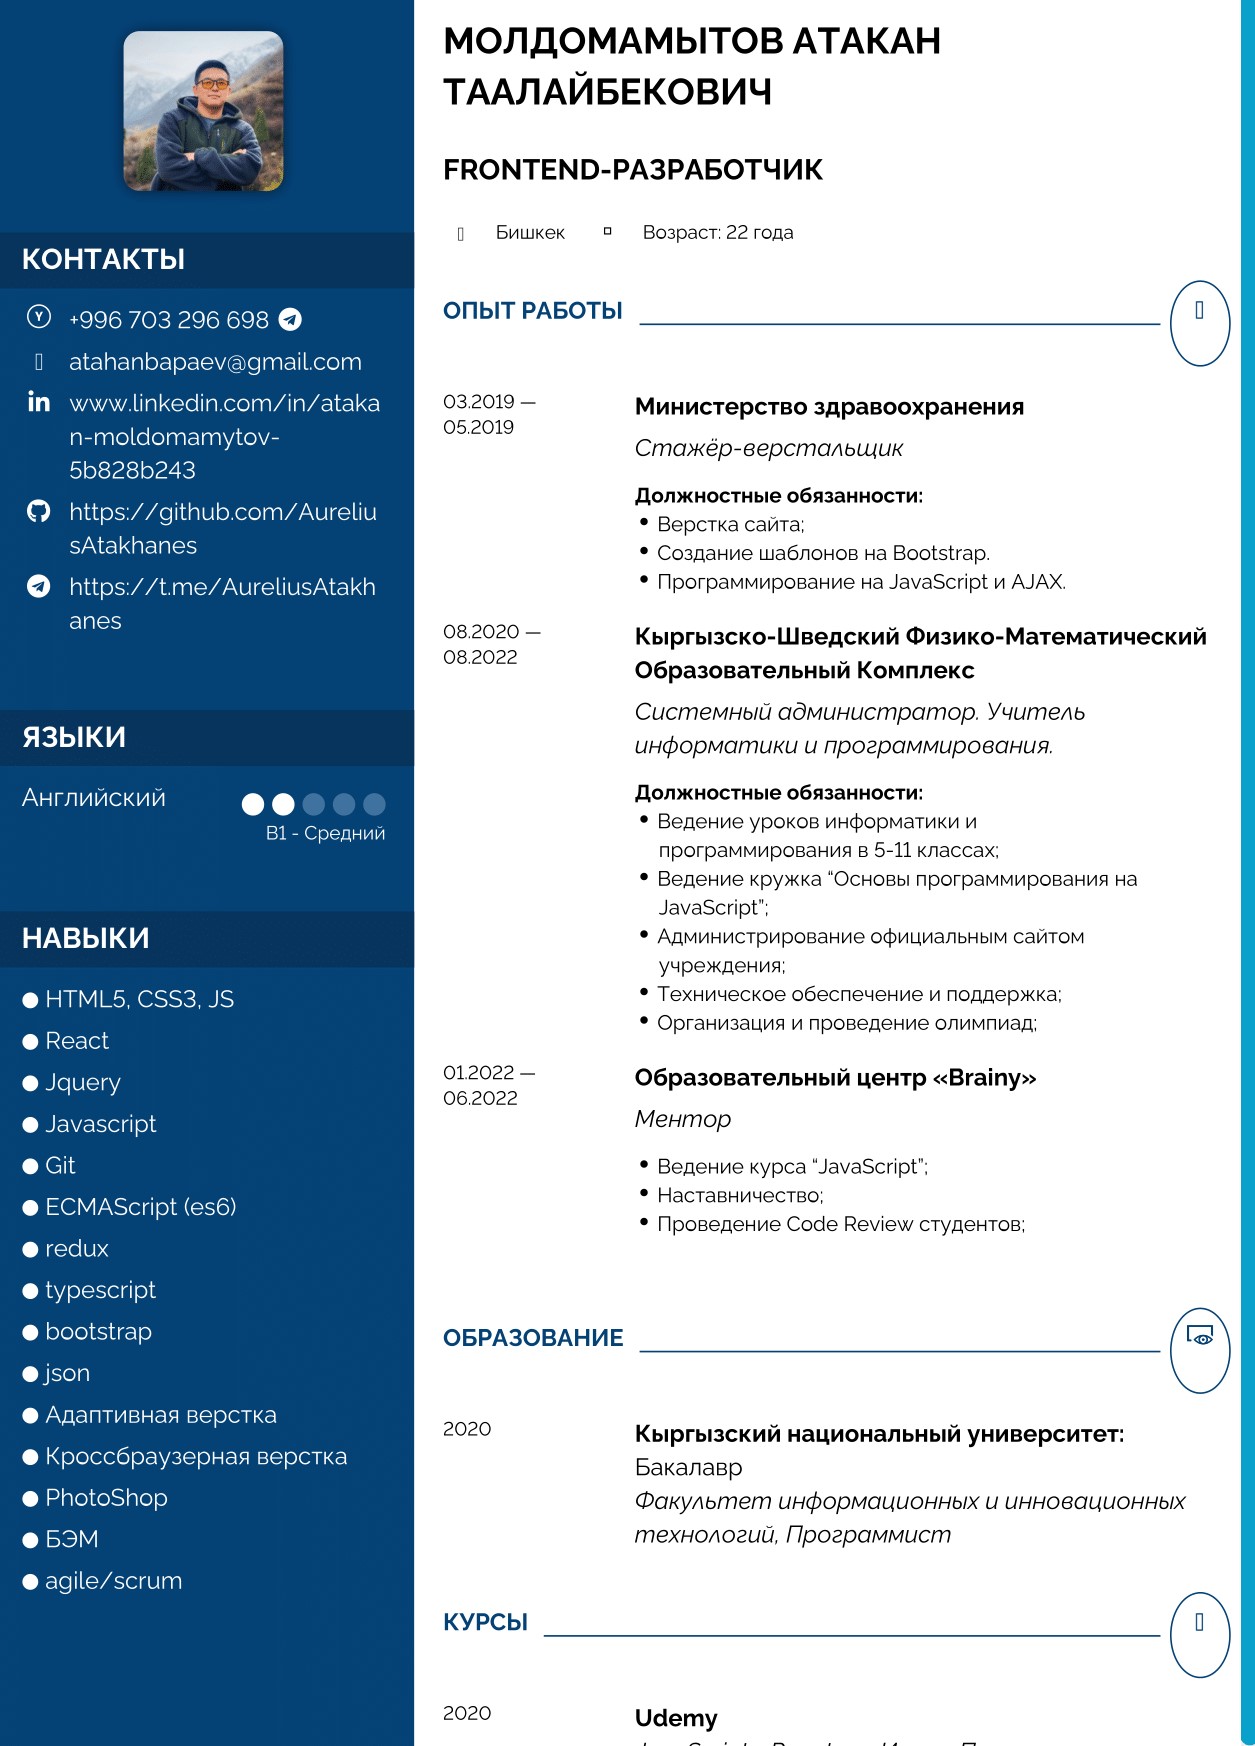 МОЛДОМАМЫТОВ АТАКАН
ТААЛАЙБЕКОВИЧ
FRONTEND-РАЗРАБОТЧИК
Бишкек Возраст: 22 года
КОНТАКТЫ
+996 703 296 698
atahanbapaev@gmail.com
www.linkedin.com/in/ataka
n-moldomamytov-
5b828b243
https://github.com/Aureliu
sAtakhanes
https://t.me/AureliusAtakh
anes
ЯЗЫКИ
Английский
B1 - Средний
НАВЫКИ
HTML5, CSS3, JS
React
Jquery
Javascript
Git
ECMAScript (es6)
redux
typescript
bootstrap
json
Адаптивная верстка
Кроссбраузерная верстка
PhotoShop
БЭМ
agile/scrum
ОПЫТ РАБОТЫ
03.2019 —
05.2019
Министерство здравоохранения
Стажёр-верстальщик
Должностные обязанности:
• Верстка сайта;
• Создание шаблонов на Bootstrap.
• Программирование на JavaScript и AJAX.
08.2020 —
08.2022
Кыргызско-Шведский Физико-Математический
Образовательный Комплекс
Системный администратор. Учитель
информатики и программирования.
Должностные обязанности:
• Ведение уроков информатики и
программирования в 5-11 классах;
• Ведение кружка “Основы программирования на
JavaScript”;
• Администрирование официальным сайтом
учреждения;
• Техническое обеспечение и поддержка;
• Организация и проведение олимпиад;
01.2022 —
06.2022
Образовательный центр «Brainy»
Ментор
• Ведение курса “JavaScript”;
• Наставничество;
• Проведение Code Review студентов;
ОБРАЗОВАНИЕ
2020
Кыргызский национальный университет:
Бакалавр
Факультет информационных и инновационных
технологий, Программист
КУРСЫ
2020
Udemy